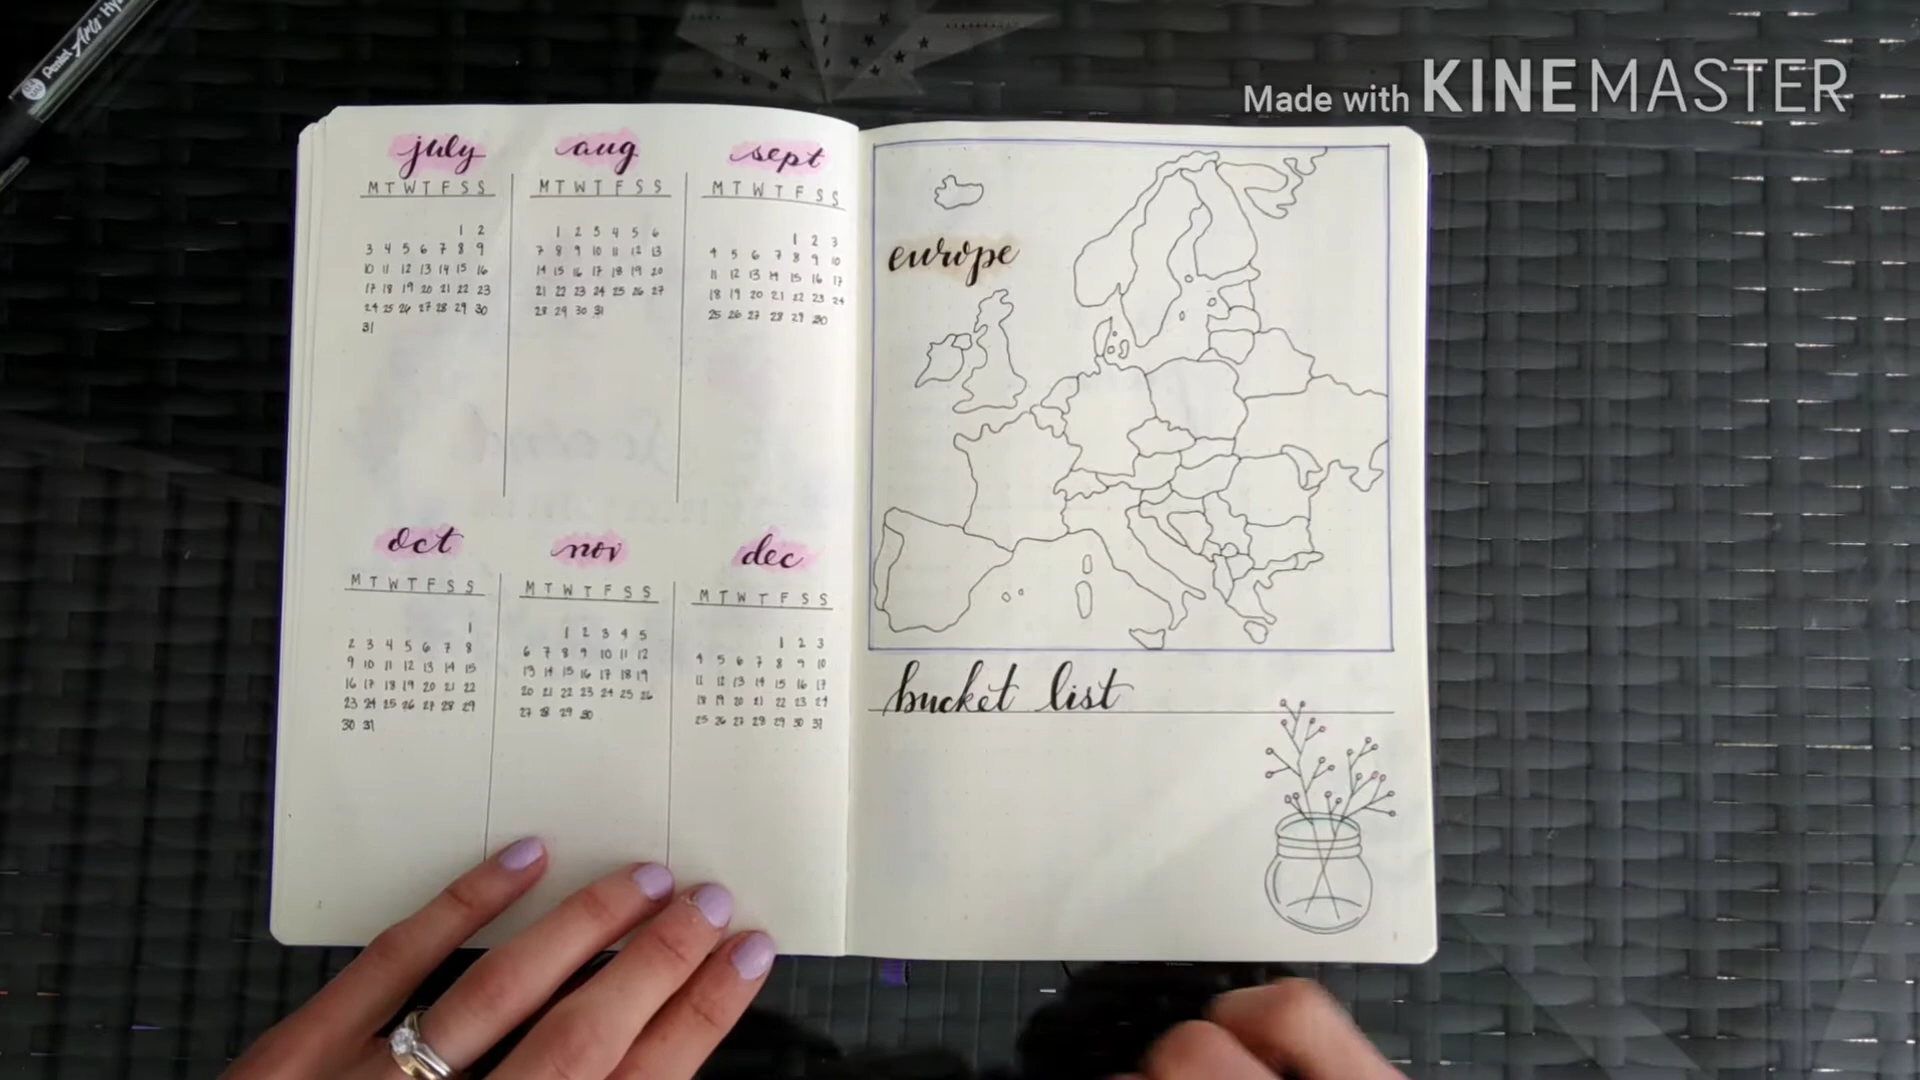 Pentel Arts Hy
Made with KINEMASTER
july
M T W T F S S
1 2
3 4 5 6 7 8 9
10 11 12 13 14 15 16
17 18 19 20 21 22 23
24 25 26 27 28 29 30
31
aug
M T W T F S S
1 2 3 4 5 6
7 8 9 10 11 12 13
14 15 16 17 18 19 20
21 22 23 24 25 26 27
28 29 30 31
sept
M T W T F S S
1 2 3
4 5 6 7 8 9 10
11 12 13 14 15 16 17
18 19 20 21 22 23 24
25 26 27 28 29 30
oct
M T W T F S S
1
2 3 4 5 6 7 8
9 10 11 12 13 14 15
16 17 18 19 20 21 22
23 24 25 26 27 28 29
30 31
nov
M T W T F S S
1 2 3 4 5
6 7 8 9 10 11 12
13 14 15 16 17 18 19
20 21 22 23 24 25 26
27 28 29 30
dec
M T W T F S S
1 2 3
4 5 6 7 8 9 10
11 12 13 14 15 16 17
18 19 20 21 22 23 24
25 26 27 28 29 30 31
europe
bucket list